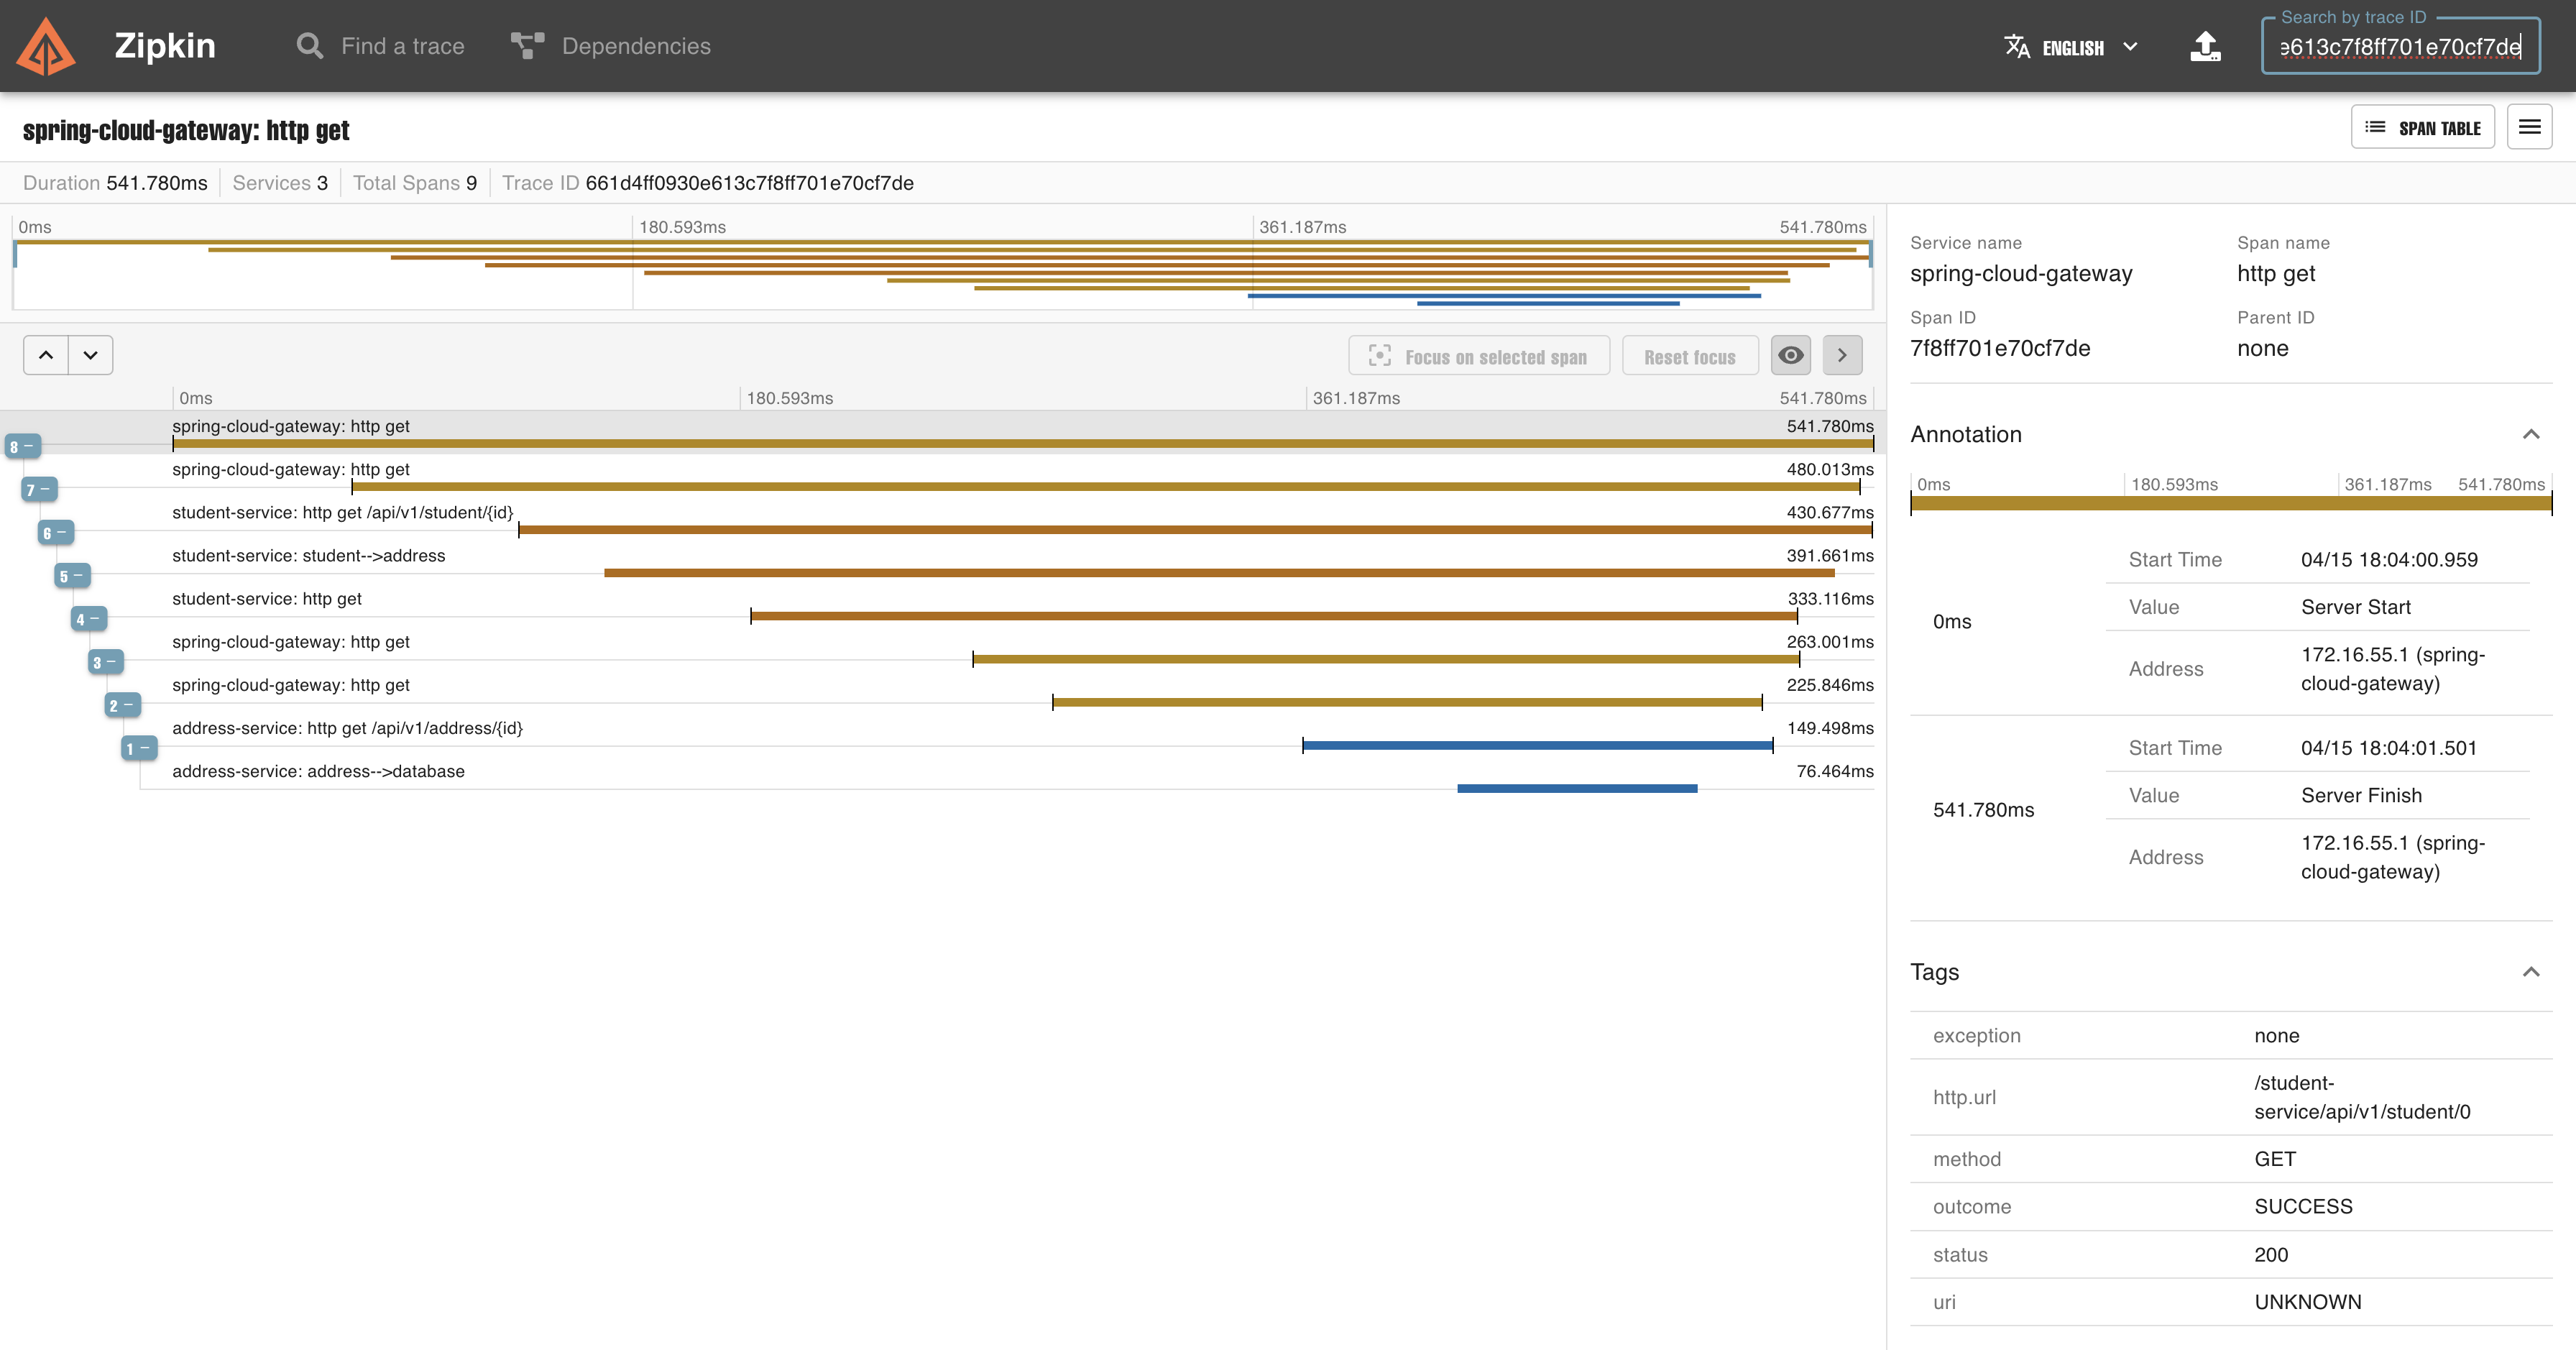 Zipkin
Find a trace
Dependencies
ENGLISH
Search by trace ID
e613c7f8ff701e70cf7de
spring-cloud-gateway: http get
SPAN TABLE
Duration 541.780ms Services 3 Total Spans 9 Trace ID 661d4ff0930e613c7f8ff701e70cf7de
0ms 180.593ms 361.187ms 541.780ms
Focus on selected span
Reset focus
0ms 180.593ms 361.187ms 541.780ms
spring-cloud-gateway: http get 541.780ms
8 −
spring-cloud-gateway: http get 480.013ms
7 −
student-service: http get /api/v1/student/{id} 430.677ms
6 −
student-service: student-->address 391.661ms
5 −
student-service: http get 333.116ms
4 −
spring-cloud-gateway: http get 263.001ms
3 −
spring-cloud-gateway: http get 225.846ms
2 −
address-service: http get /api/v1/address/{id} 149.498ms
1 −
address-service: address-->database 76.464ms
Service name Span name
spring-cloud-gateway http get
Span ID Parent ID
7f8ff701e70cf7de none
Annotation
0ms 180.593ms 361.187ms 541.780ms
0ms
Start Time 04/15 18:04:00.959
Value Server Start
Address 172.16.55.1 (spring-
cloud-gateway)
541.780ms
Start Time 04/15 18:04:01.501
Value Server Finish
Address 172.16.55.1 (spring-
cloud-gateway)
Tags
exception none
http.url /student-
service/api/v1/student/0
method GET
outcome SUCCESS
status 200
uri UNKNOWN